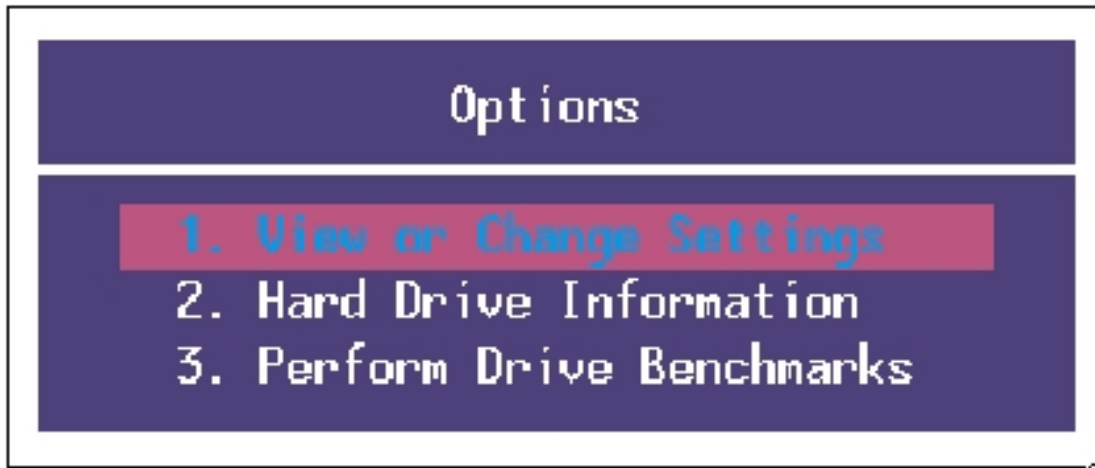 Options
1. View or Change Settings
2. Hard Drive Information
3. Perform Drive Benchmarks